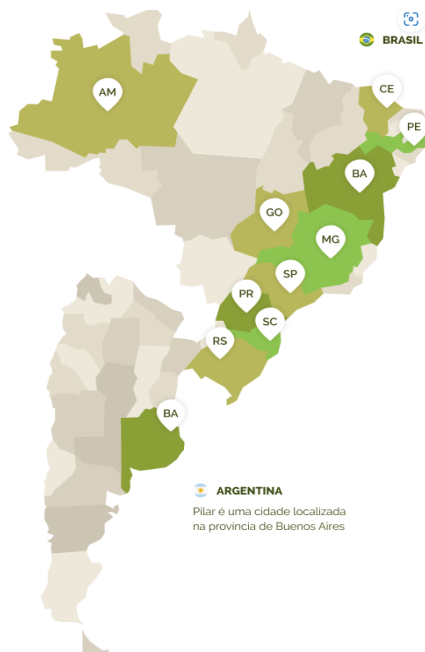 BRASIL
AM
CE
PE
BA
GO
MG
SP
PR
SC
RS
BA
ARGENTINA
Pilar é uma cidade localizada
na província de Buenos Aires